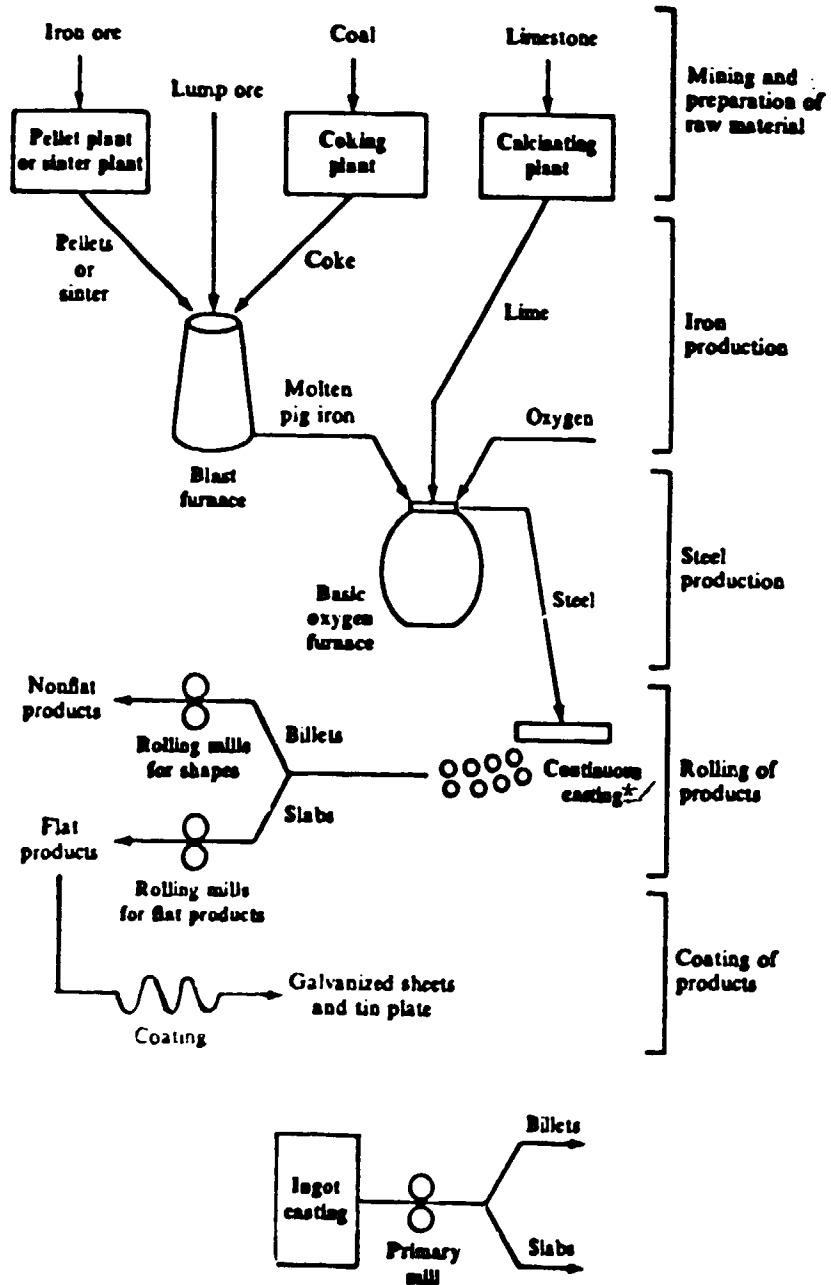 Iron ore
Coal
Limestone
Lump ore
Mining and
preparation of
raw material
Pellet plant
or sinter plant
Coking
plant
Calcinating
plant
Pellets
or
sinter
Coke
Lime
Iron
production
Molten
pig iron
Oxygen
Blast
furnace
Steel
production
Basic
oxygen
furnace
Steel
Nonflat
products
Billets
Rolling mills
for shapes
Continuous
casting*
Rolling of
products
Slabs
Flat
products
Rolling mills
for flat products
Coating of
products
Galvanized sheets
and tin plate
Coating
Billets
Ingot
casting
Primary
mill
Slabs